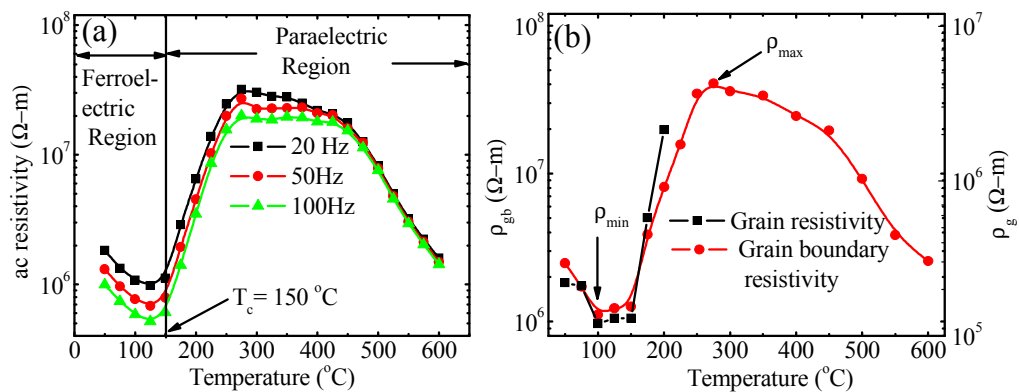 (a)
Paraelectric
Region
Ferroel-
ectric
Region
20 Hz
50Hz
100Hz
T_c = 150 °C
ac resistivity (Ω–m)
10^8
10^7
10^6
0 100 200 300 400 500 600
Temperature (°C)
(b)
ρ_max
ρ_min
Grain resistivity
Grain boundary
resistivity
ρ_gb (Ω–m)
10^8
10^7
10^6
ρ_g (Ω–m)
10^7
10^6
10^5
0 100 200 300 400 500 600
Temperature (°C)